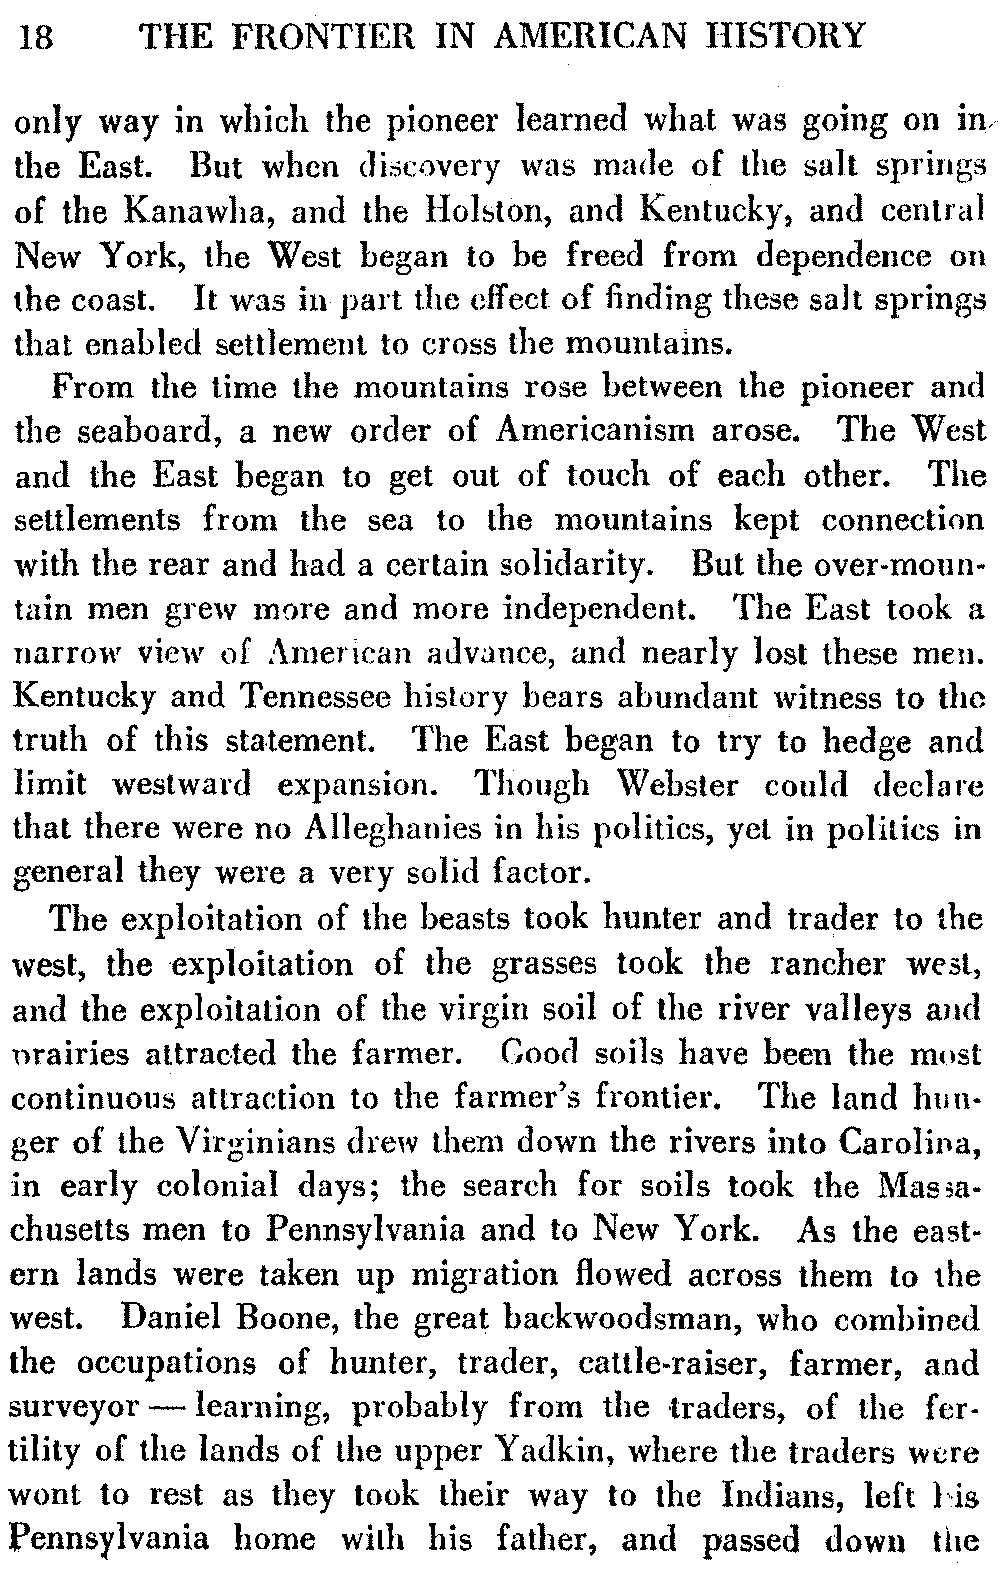 18 THE FRONTIER IN AMERICAN HISTORY
only way in which the pioneer learned what was going on in
the East. But when discovery was made of the salt springs
of the Kanawha, and the Holston, and Kentucky, and central
New York, the West began to be freed from dependence on
the coast. It was in part the effect of finding these salt springs
that enabled settlement to cross the mountains.
From the time the mountains rose between the pioneer and
the seaboard, a new order of Americanism arose. The West
and the East began to get out of touch of each other. The
settlements from the sea to the mountains kept connection
with the rear and had a certain solidarity. But the over-moun-
tain men grew more and more independent. The East took a
narrow view of American advance, and nearly lost these men.
Kentucky and Tennessee history bears abundant witness to the
truth of this statement. The East began to try to hedge and
limit westward expansion. Though Webster could declare
that there were no Alleghanies in his politics, yet in politics in
general they were a very solid factor.
The exploitation of the beasts took hunter and trader to the
west, the exploitation of the grasses took the rancher west,
and the exploitation of the virgin soil of the river valleys and
prairies attracted the farmer. Good soils have been the most
continuous attraction to the farmer's frontier. The land hun-
ger of the Virginians drew them down the rivers into Carolina,
in early colonial days; the search for soils took the Massa-
chusetts men to Pennsylvania and to New York. As the east-
ern lands were taken up migration flowed across them to the
west. Daniel Boone, the great backwoodsman, who combined
the occupations of hunter, trader, cattle-raiser, farmer, and
surveyor — learning, probably from the traders, of the fer-
tility of the lands of the upper Yadkin, where the traders were
wont to rest as they took their way to the Indians, left his
Pennsylvania home with his father, and passed down the